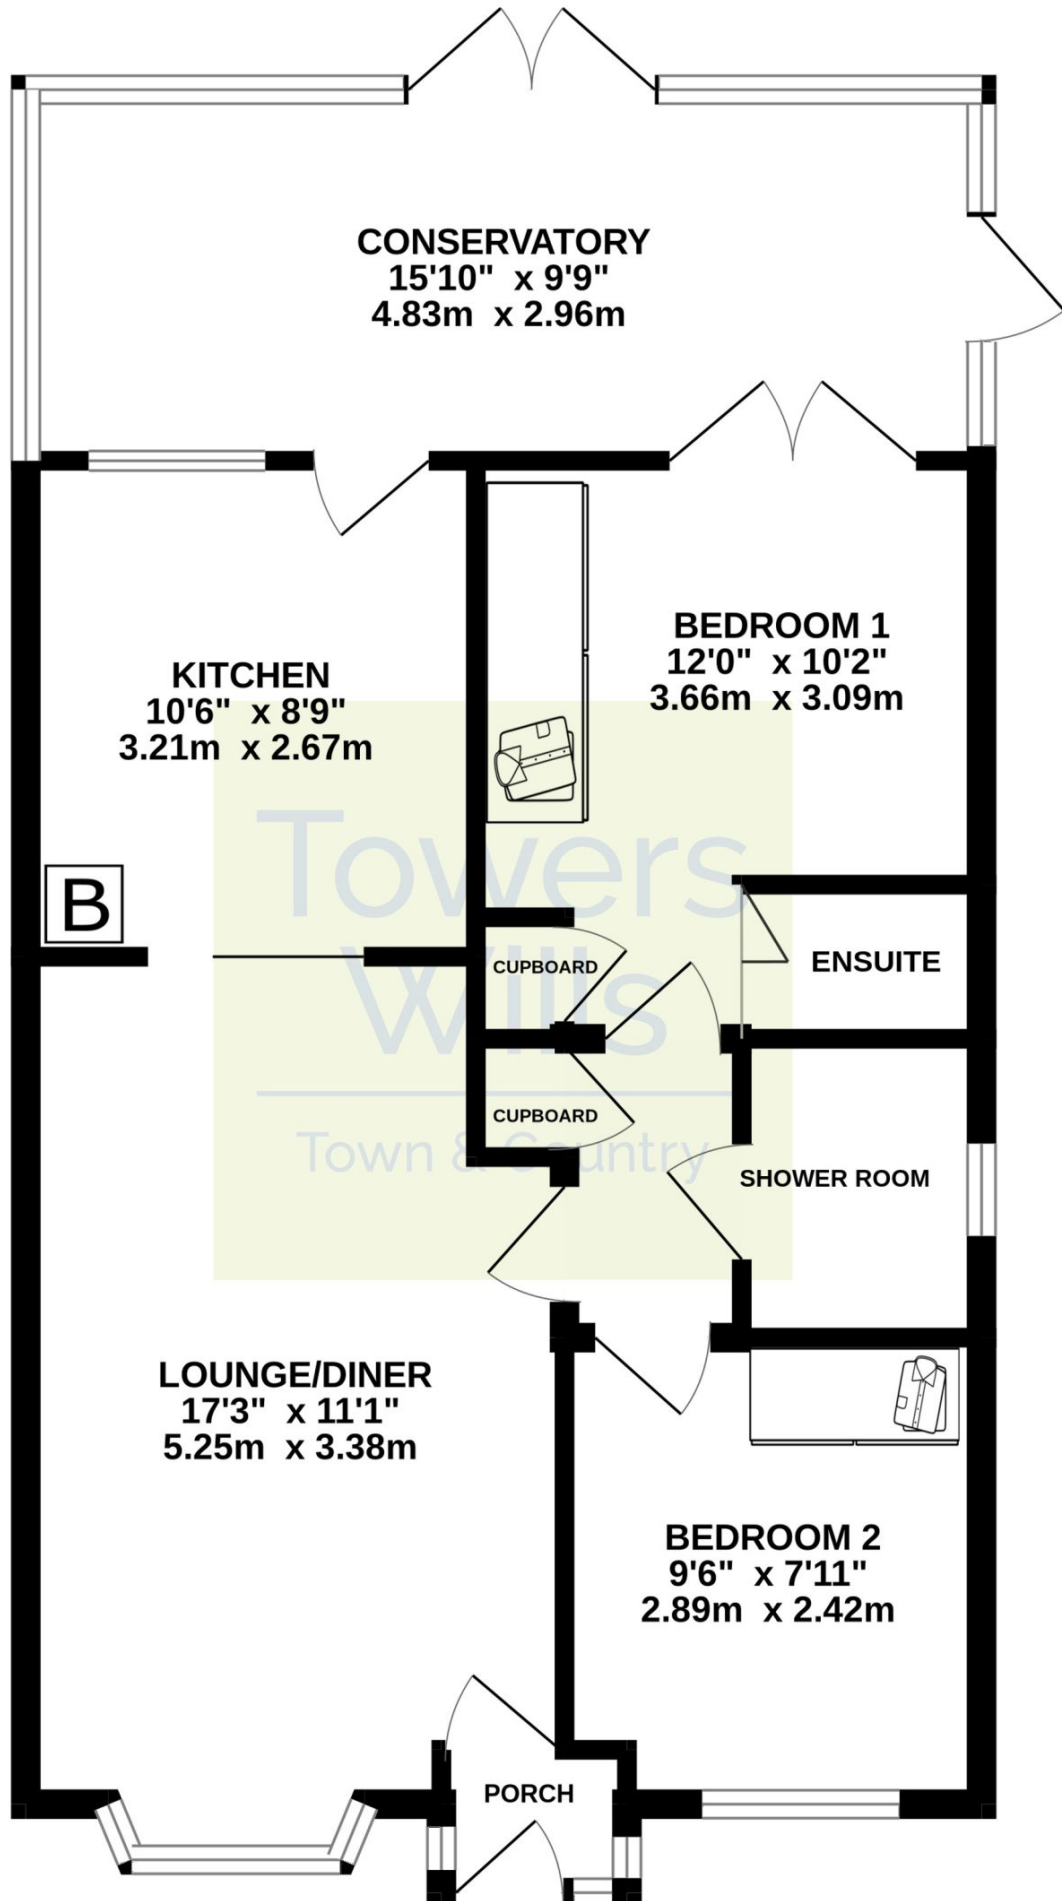 CONSERVATORY
15'10" x 9'9"
4.83m x 2.96m
BEDROOM 1
12'0" x 10'2"
3.66m x 3.09m
KITCHEN
10'6" x 8'9"
3.21m x 2.67m
Towers
B
Wills
CUPBOARD
ENSUITE
CUPBOARD
Town & Country
SHOWER ROOM
LOUNGE/DINER
17'3" x 11'1"
5.25m x 3.38m
BEDROOM 2
9'6" x 7'11"
2.89m x 2.42m
PORCH